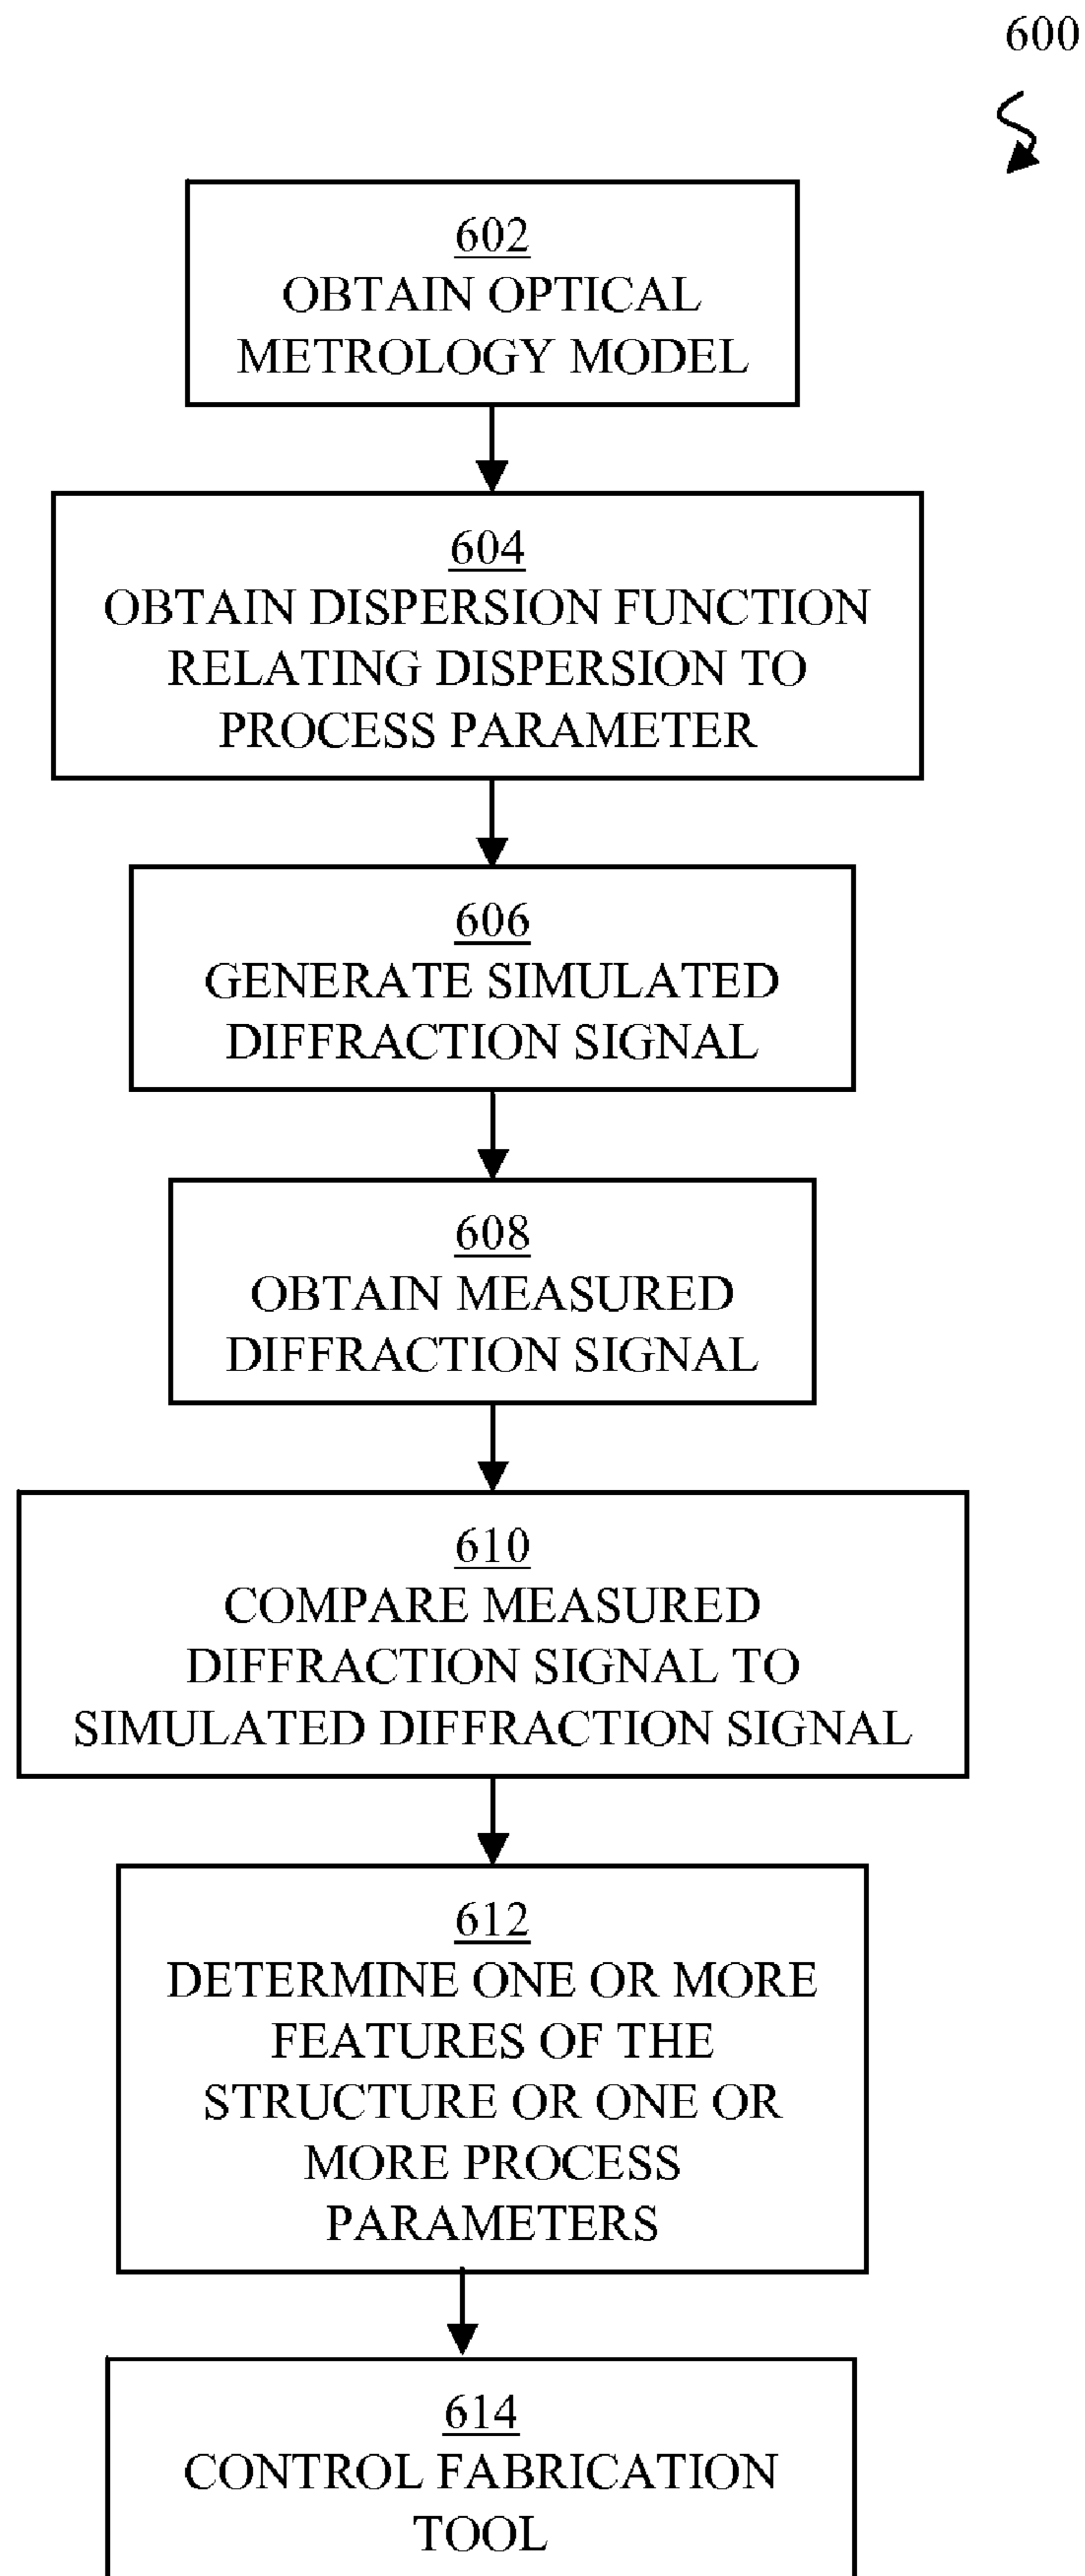 600
602
OBTAIN OPTICAL
METROLOGY MODEL
604
OBTAIN DISPERSION FUNCTION
RELATING DISPERSION TO
PROCESS PARAMETER
606
GENERATE SIMULATED
DIFFRACTION SIGNAL
608
OBTAIN MEASURED
DIFFRACTION SIGNAL
610
COMPARE MEASURED
DIFFRACTION SIGNAL TO
SIMULATED DIFFRACTION SIGNAL
612
DETERMINE ONE OR MORE
FEATURES OF THE
STRUCTURE OR ONE OR
MORE PROCESS
PARAMETERS
614
CONTROL FABRICATION
TOOL